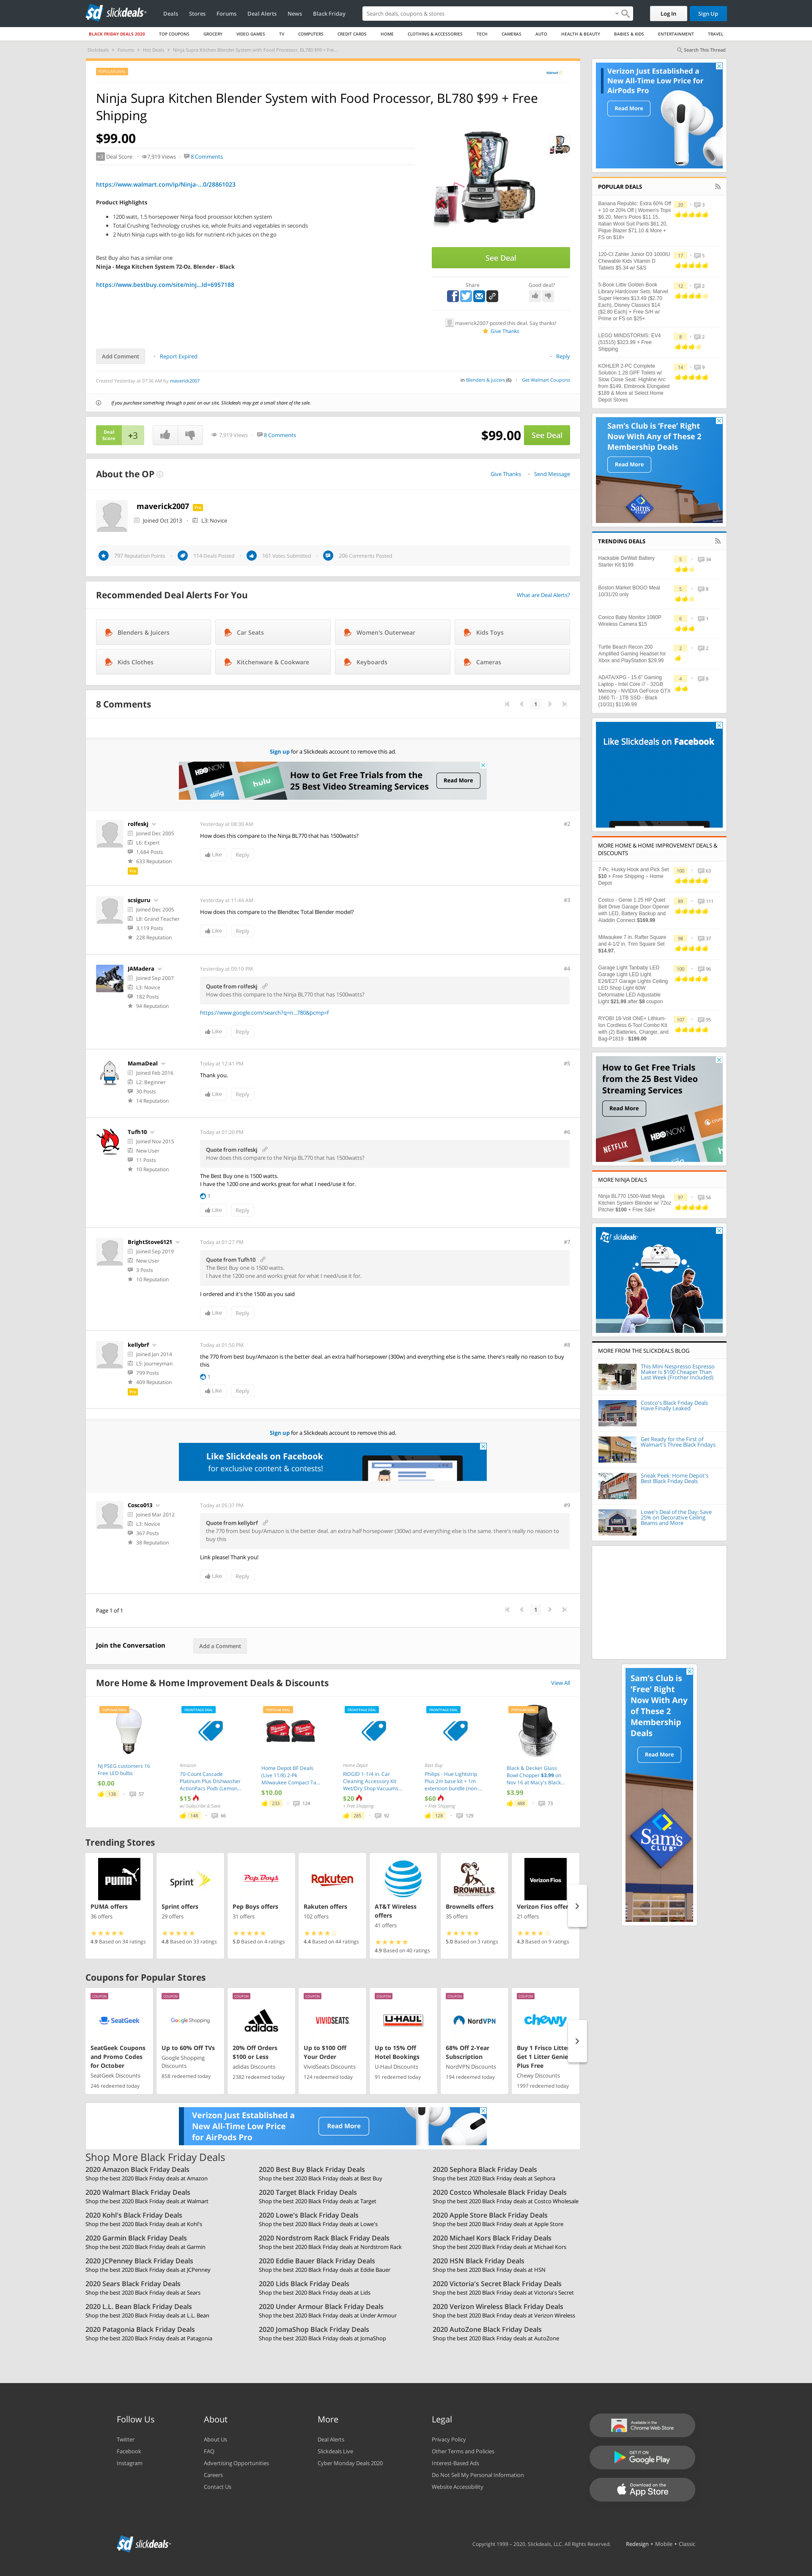 slickdeals
Deals
Stores
Forums
Deal Alerts
News
Black Friday
Search deals, coupons & stores
Log In
Sign Up
BLACK FRIDAY DEALS 2020
TOP COUPONS
GROCERY
VIDEO GAMES
TV
COMPUTERS
CREDIT CARDS
HOME
CLOTHING & ACCESSORIES
TECH
CAMERAS
AUTO
HEALTH & BEAUTY
BABIES & KIDS
ENTERTAINMENT
TRAVEL
Slickdeals > Forums > Hot Deals > Ninja Supra Kitchen Blender System with Food Processor, BL780 $99 + Fre...
Search This Thread
Ninja Supra Kitchen Blender System with Food Processor, BL780 $99 + Free
Shipping
$99.00
+3 Deal Score
7,919 Views
8 Comments
https://www.walmart.com/ip/Ninja-...0/28861023
Product Highlights
1200 watt, 1.5 horsepower Ninja food processor kitchen system
Total Crushing Technology crushes ice, whole fruits and vegetables in seconds
2 Nutri Ninja cups with to-go lids for nutrient-rich juices on the go
Best Buy also has a similar one
Ninja - Mega Kitchen System 72-Oz. Blender - Black
https://www.bestbuy.com/site/ninj...Id=6957188
See Deal
Share
Good deal?
maverick2007 posted this deal. Say thanks!
Give Thanks
Add Comment
Report Expired
Reply
Created Yesterday at 07:36 AM by maverick2007
in Blenders & Juicers (6)
Get Walmart Coupons
If you purchase something through a post on our site, Slickdeals may get a small share of the sale.
Deal
Score
+3
7,919 Views
8 Comments
$99.00
See Deal
About the OP
Give Thanks
Send Message
maverick2007 Pro
Joined Oct 2013
L3: Novice
797 Reputation Points
114 Deals Posted
161 Votes Submitted
206 Comments Posted
Recommended Deal Alerts For You
What are Deal Alerts?
Blenders & Juicers
Car Seats
Women's Outerwear
Kids Toys
Kids Clothes
Kitchenware & Cookware
Keyboards
Cameras
8 Comments
1
Sign up for a Slickdeals account to remove this ad.
HBO NOW
sling
hulu
How to Get Free Trials from the
25 Best Video Streaming Services
Read More
rolfeskj
Joined Dec 2005
L6: Expert
1,684 Posts
633 Reputation
Pro
Yesterday at 08:30 AM
#2
How does this compare to the Ninja BL770 that has 1500watts?
Like
Reply
scsiguru
Joined Dec 2005
L8: Grand Teacher
3,119 Posts
228 Reputation
Yesterday at 11:44 AM
#3
How does this compare to the Blendtec Total Blender model?
Like
Reply
JAMadera
Joined Sep 2007
L3: Novice
182 Posts
94 Reputation
Yesterday at 09:10 PM
#4
Quote from rolfeskj
How does this compare to the Ninja BL770 that has 1500watts?
https://www.google.com/search?q=n...780&pcmp=f
Like
Reply
MamaDeal
Joined Feb 2016
L2: Beginner
30 Posts
14 Reputation
Today at 12:41 PM
#5
Thank you.
Like
Reply
Tufh10
Joined Nov 2015
New User
11 Posts
10 Reputation
Today at 01:20 PM
#6
Quote from rolfeskj
How does this compare to the Ninja BL770 that has 1500watts?
The Best Buy one is 1500 watts.
I have the 1200 one and works great for what I need/use it for.
1
Like
Reply
BrightStove6121
Joined Sep 2019
New User
3 Posts
10 Reputation
Today at 01:27 PM
#7
Quote from Tufh10
The Best Buy one is 1500 watts.
I have the 1200 one and works great for what I need/use it for.
I ordered and it's the 1500 as you said
Like
Reply
kellybrf
Joined Jan 2014
L5: Journeyman
799 Posts
409 Reputation
Pro
Today at 01:50 PM
#8
the 770 from best buy/Amazon is the better deal. an extra half horsepower (300w) and everything else is the same. there's really no reason to buy
this
1
Like
Reply
Sign up for a Slickdeals account to remove this ad.
Like Slickdeals on Facebook
for exclusive content & contests!
Cosco013
Joined Mar 2012
L3: Novice
367 Posts
38 Reputation
Today at 05:37 PM
#9
Quote from kellybrf
the 770 from best buy/Amazon is the better deal. an extra half horsepower (300w) and everything else is the same. there's really no reason to
buy this
Link please! Thank you!
Like
Reply
Page 1 of 1
1
Join the Conversation
Add a Comment
More Home & Home Improvement Deals & Discounts
View All
NJ PSEG customers 16
Free LED bulbs
$0.00
138
57
Amazon
70-Count Cascade
Platinum Plus Dishwasher
ActionPacs Pods (Lemon...
$15
w/ Subscribe & Save
148
66
Home Depot BF Deals
(Live 11/8) 2-Pk
Milwaukee Compact Ta...
$10.00
233
124
Home Depot
RIDGID 1-1/4 in. Car
Cleaning Accessory Kit
Wet/Dry Shop Vacuums...
$20
+ Free Shipping
285
92
Best Buy
Philips - Hue Lightstrip
Plus 2m base kit + 1m
extension bundle (non-...
$60
+ Free Shipping
128
129
Black & Decker Glass
Bowl Chopper $3.99 on
Nov 16 at Macy's Black...
$3.99
488
73
Trending Stores
PUMA
PUMA offers
36 offers
4.9 Based on 34 ratings
Sprint
Sprint offers
29 offers
4.8 Based on 33 ratings
Pep Boys
Pep Boys offers
31 offers
5.0 Based on 4 ratings
Rakuten
Rakuten offers
102 offers
4.4 Based on 44 ratings
AT&T
AT&T Wireless
offers
41 offers
4.9 Based on 40 ratings
BROWNELLS
Brownells offers
35 offers
5.0 Based on 3 ratings
Verizon Fios
Verizon Fios offers
21 offers
4.3 Based on 9 ratings
Coupons for Popular Stores
COUPON
SeatGeek
SeatGeek Coupons
and Promo Codes
for October
SeatGeek Discounts
246 redeemed today
COUPON
Google Shopping
Up to 60% Off TVs
Google Shopping
Discounts
858 redeemed today
COUPON
adidas
20% Off Orders
$100 or Less
adidas Discounts
2382 redeemed today
COUPON
VIVIDSEATS
Up to $100 Off
Your Order
VividSeats Discounts
124 redeemed today
COUPON
U-HAUL
Up to 15% Off
Hotel Bookings
U-Haul Discounts
91 redeemed today
COUPON
NordVPN
68% Off 2-Year
Subscription
NordVPN Discounts
194 redeemed today
COUPON
chewy
Buy 1 Frisco Litter
Get 1 Litter Genie
Plus Free
Chewy Discounts
1997 redeemed today
Verizon Just Established a
New All-Time Low Price
for AirPods Pro
Read More
Shop More Black Friday Deals
2020 Amazon Black Friday Deals
Shop the best 2020 Black Friday deals at Amazon
2020 Best Buy Black Friday Deals
Shop the best 2020 Black Friday deals at Best Buy
2020 Sephora Black Friday Deals
Shop the best 2020 Black Friday deals at Sephora
2020 Walmart Black Friday Deals
Shop the best 2020 Black Friday deals at Walmart
2020 Target Black Friday Deals
Shop the best 2020 Black Friday deals at Target
2020 Costco Wholesale Black Friday Deals
Shop the best 2020 Black Friday deals at Costco Wholesale
2020 Kohl's Black Friday Deals
Shop the best 2020 Black Friday deals at Kohl's
2020 Lowe's Black Friday Deals
Shop the best 2020 Black Friday deals at Lowe's
2020 Apple Store Black Friday Deals
Shop the best 2020 Black Friday deals at Apple Store
2020 Garmin Black Friday Deals
Shop the best 2020 Black Friday deals at Garmin
2020 Nordstrom Rack Black Friday Deals
Shop the best 2020 Black Friday deals at Nordstrom Rack
2020 Michael Kors Black Friday Deals
Shop the best 2020 Black Friday deals at Michael Kors
2020 JCPenney Black Friday Deals
Shop the best 2020 Black Friday deals at JCPenney
2020 Eddie Bauer Black Friday Deals
Shop the best 2020 Black Friday deals at Eddie Bauer
2020 HSN Black Friday Deals
Shop the best 2020 Black Friday deals at HSN
2020 Sears Black Friday Deals
Shop the best 2020 Black Friday deals at Sears
2020 Lids Black Friday Deals
Shop the best 2020 Black Friday deals at Lids
2020 Victoria's Secret Black Friday Deals
Shop the best 2020 Black Friday deals at Victoria's Secret
2020 L.L. Bean Black Friday Deals
Shop the best 2020 Black Friday deals at L.L. Bean
2020 Under Armour Black Friday Deals
Shop the best 2020 Black Friday deals at Under Armour
2020 Verizon Wireless Black Friday Deals
Shop the best 2020 Black Friday deals at Verizon Wireless
2020 Patagonia Black Friday Deals
Shop the best 2020 Black Friday deals at Patagonia
2020 JomaShop Black Friday Deals
Shop the best 2020 Black Friday deals at JomaShop
2020 AutoZone Black Friday Deals
Shop the best 2020 Black Friday deals at AutoZone
Verizon Just Established a
New All-Time Low Price for
AirPods Pro
Read More
POPULAR DEALS
Banana Republic: Extra 60% Off
+ 10 or 20% Off | Women's Tops
$6.20, Men's Polos $11.15,
Italian Wool Suit Pants $61.20,
Pique Blazer $71.10 & More +
FS on $18+
20
3
120-Ct Zahler Junior D3 1000IU
Chewable Kids Vitamin D
Tablets $5.34 w/ S&S
17
5
5-Book Little Golden Book
Library Hardcover Sets: Marvel
Super Heroes $13.49 ($2.70
Each), Disney Classics $14
($2.80 Each) + Free S/H w/
Prime or FS on $25+
12
2
LEGO MINDSTORMS: EV4
(51515) $323.99 + Free
Shipping
8
2
KOHLER 2-PC Complete
Solution 1.28 GPF Toilets w/
Slow Close Seat: Highline Arc
from $149, Elmbrook Elongated
$189 & More at Select Home
Depot Stores
14
9
Sam's Club is 'Free' Right
Now With Any of These 2
Membership Deals
Read More
TRENDING DEALS
Hackable DeWalt Battery
Starter Kit $199
5
34
Boston Market BOGO Meal
10/31/20 only
5
8
Conico Baby Monitor 1080P
Wireless Camera $15
6
1
Turtle Beach Recon 200
Amplified Gaming Headset for
Xbox and PlayStation $29.99
2
2
ADATA/XPG - 15.6" Gaming
Laptop - Intel Core i7 - 32GB
Memory - NVIDIA GeForce GTX
1660 Ti - 1TB SSD - Black
(10/31) $1199.99
4
8
Like Slickdeals on Facebook
MORE HOME & HOME IMPROVEMENT DEALS &
DISCOUNTS
7-Pc. Husky Hook and Pick Set
$10 + Free Shipping ~ Home
Depot
100
63
Costco - Genie 1.25 HP Quiet
Belt Drive Garage Door Opener
with LED, Battery Backup and
Aladdin Connect $169.99
89
111
Milwaukee 7 in. Rafter Square
and 4-1/2 in. Trim Square Set
$14.97.
98
37
Garage Light Tanbaby LED
Garage Light LED Light
E26/E27 Garage Lights Ceiling
LED Shop Light 60W
Deformable LED Adjustable
Light $21.99 after $8 coupon
100
96
RYOBI 18-Volt ONE+ Lithium-
Ion Cordless 6-Tool Combo Kit
with (2) Batteries, Charger, and
Bag-P1819 - $199.00
107
95
How to Get Free Trials
from the 25 Best Video
Streaming Services
Read More
NETFLIX
HBO NOW
MORE NINJA DEALS
Ninja BL770 1500-Watt Mega
Kitchen System Blender w/ 72oz
Pitcher $100 + Free S&H
97
56
slickdeals
MORE FROM THE SLICKDEALS BLOG
This Mini Nespresso Espresso
Maker Is $100 Cheaper Than
Last Week (Frother Included)
Costco's Black Friday Deals
Have Finally Leaked
Get Ready for the First of
Walmart's Three Black Fridays
Sneak Peek: Home Depot's
Best Black Friday Deals
Lowe's Deal of the Day: Save
25% on Decorative Ceiling
Beams and More
Sam's Club is
'Free' Right
Now With Any
of These 2
Membership
Deals
Read More
Sam's Club
Follow Us
Twitter
Facebook
Instagram
About
About Us
FAQ
Advertising Opportunities
Careers
Contact Us
More
Deal Alerts
Slickdeals Live
Cyber Monday Deals 2020
Legal
Privacy Policy
Other Terms and Policies
Interest-Based Ads
Do Not Sell My Personal Information
Website Accessibility
Available in the
Chrome Web Store
GET IT ON
Google Play
Download on the
App Store
slickdeals
Copyright 1999 - 2020. Slickdeals, LLC. All Rights Reserved.
Redesign • Mobile • Classic